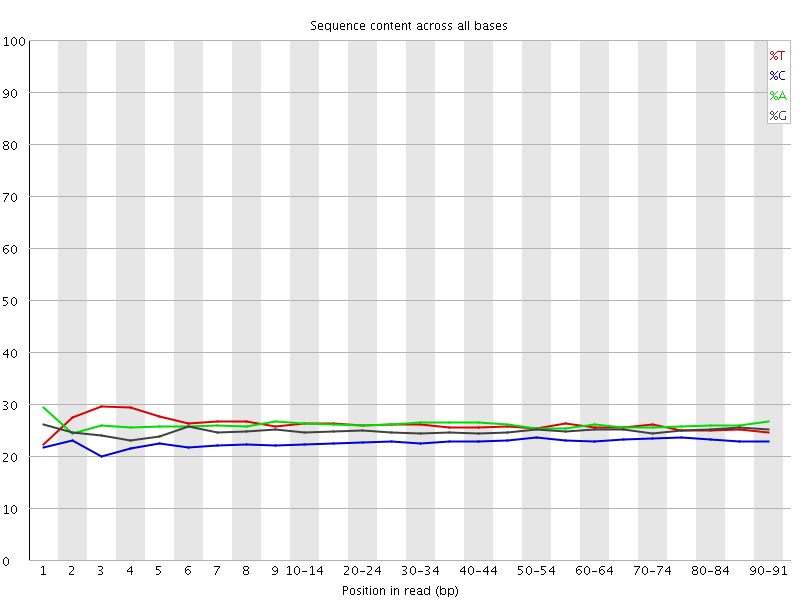 Sequence content across all bases
100
90
80
70
60
50
40
30
20
10
0
%T
%C
%A
%G
1 2 3 4 5 6 7 8 9 10-14 20-24 30-34 40-44 50-54 60-64 70-74 80-84 90-91
Position in read (bp)